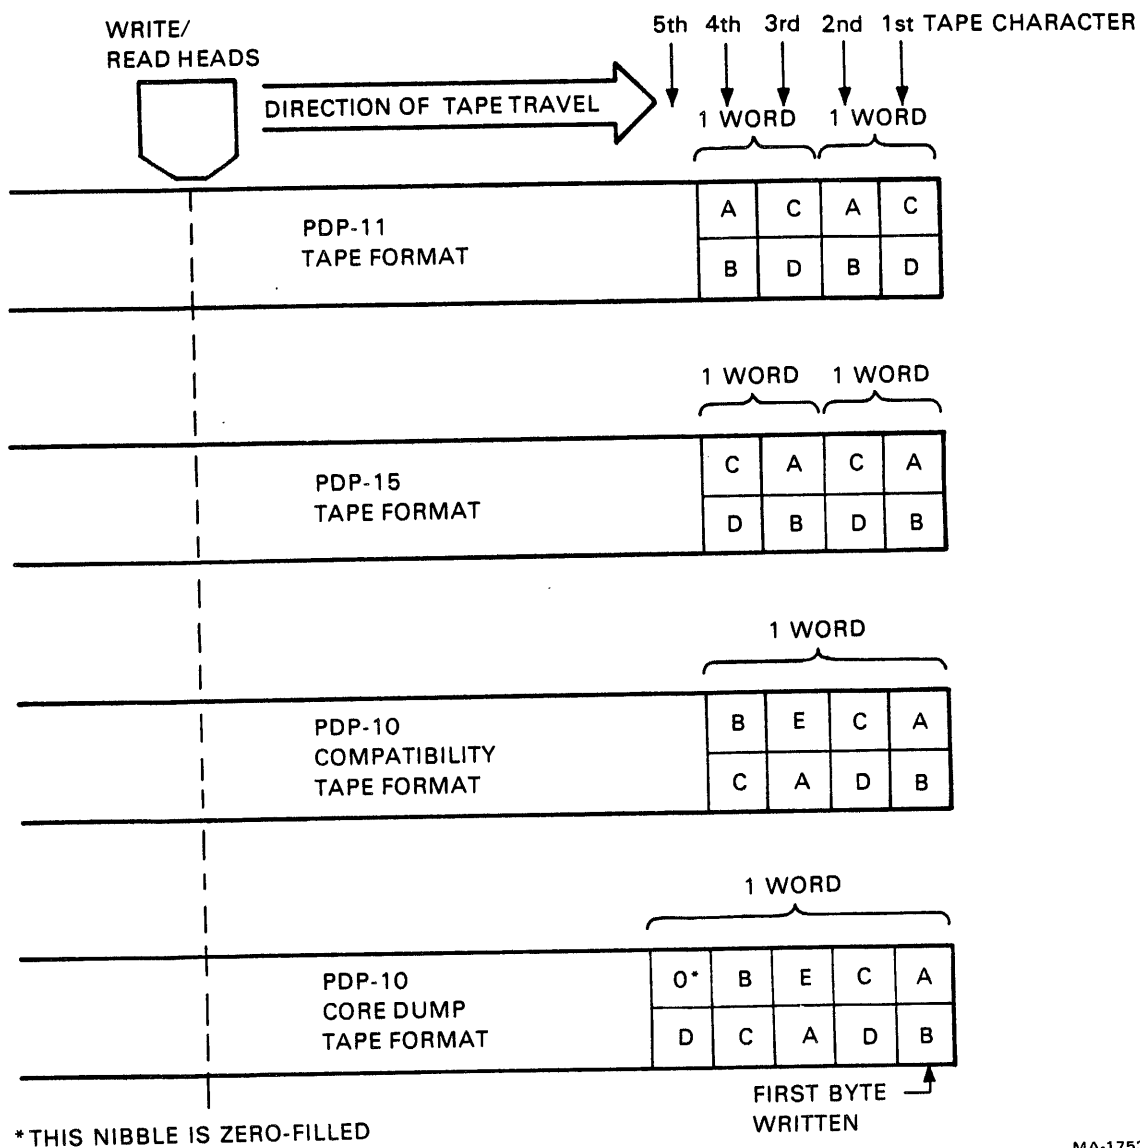 WRITE/
READ HEADS
5th 4th 3rd 2nd 1st TAPE CHARACTER
DIRECTION OF TAPE TRAVEL
1 WORD 1 WORD
PDP-11
TAPE FORMAT
A C A C
B D B D
1 WORD 1 WORD
PDP-15
TAPE FORMAT
C A C A
D B D B
1 WORD
PDP-10
COMPATIBILITY
TAPE FORMAT
B E C A
C A D B
1 WORD
PDP-10
CORE DUMP
TAPE FORMAT
0* B E C A
D C A D B
FIRST BYTE
WRITTEN
*THIS NIBBLE IS ZERO-FILLED